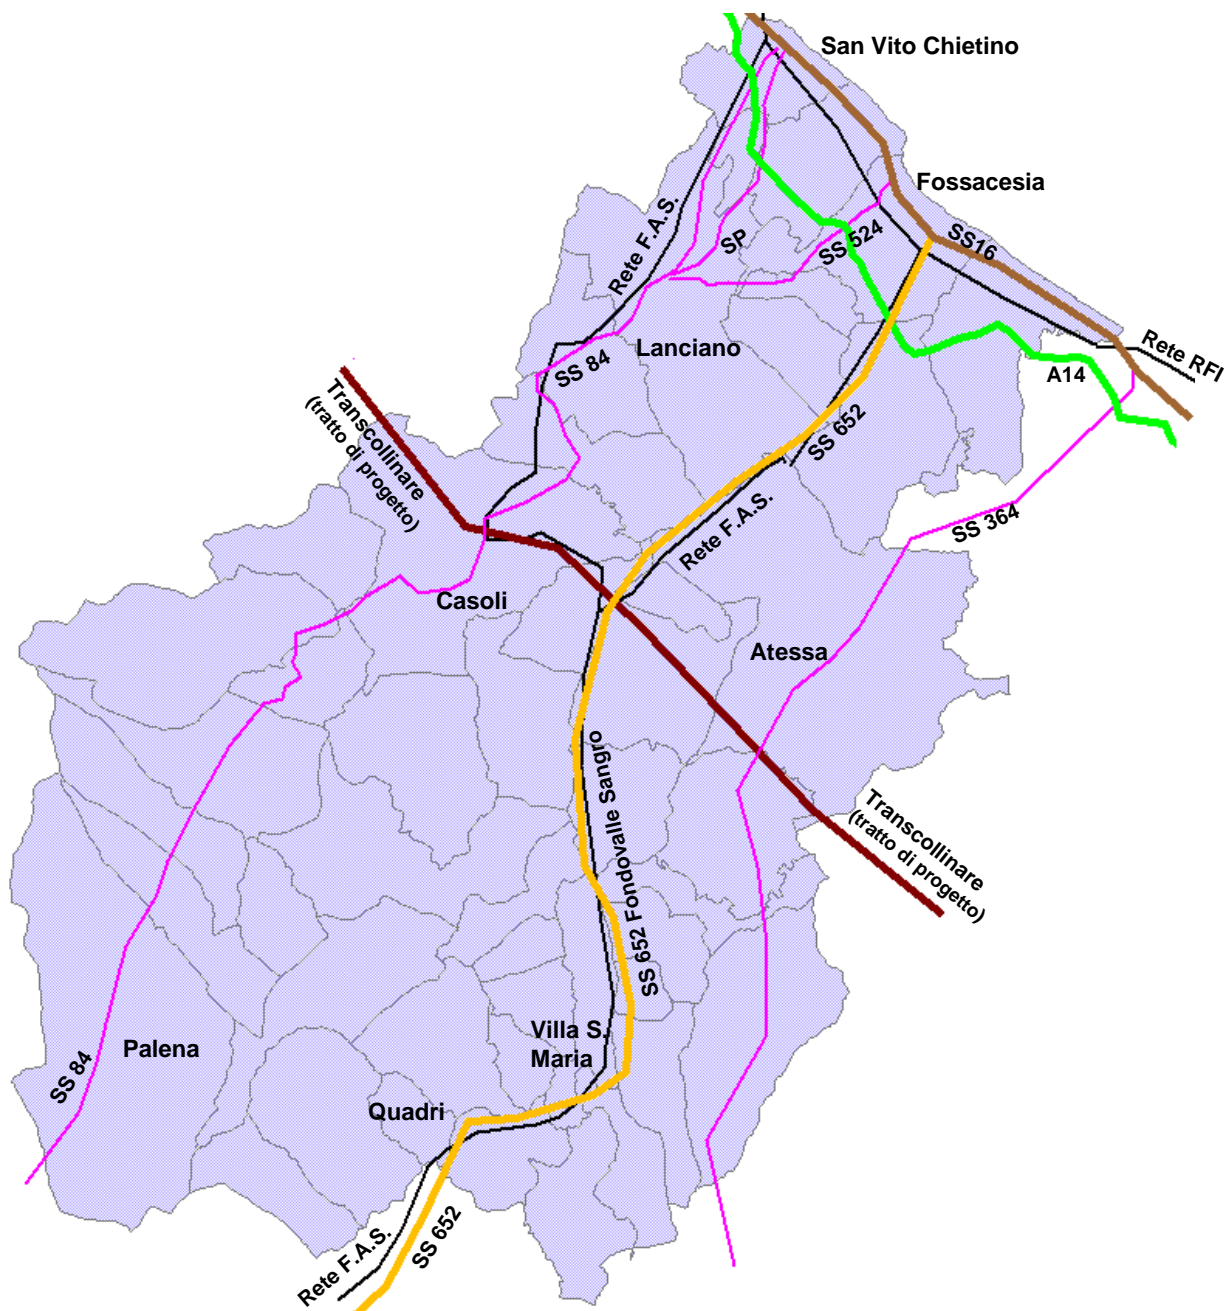 San Vito Chietino
Fossacesia
Rete F.A.S.
SP
SS 524
SS16
Rete RFI
A14
Lanciano
SS 84
Transcollinare
(tratto di progetto)
SS 652
Rete F.A.S.
SS 364
Casoli
Atessa
SS 652 Fondovalle Sangro
Transcollinare
(tratto di progetto)
Villa S.
Maria
Palena
SS 84
Quadri
Rete F.A.S.
SS 652